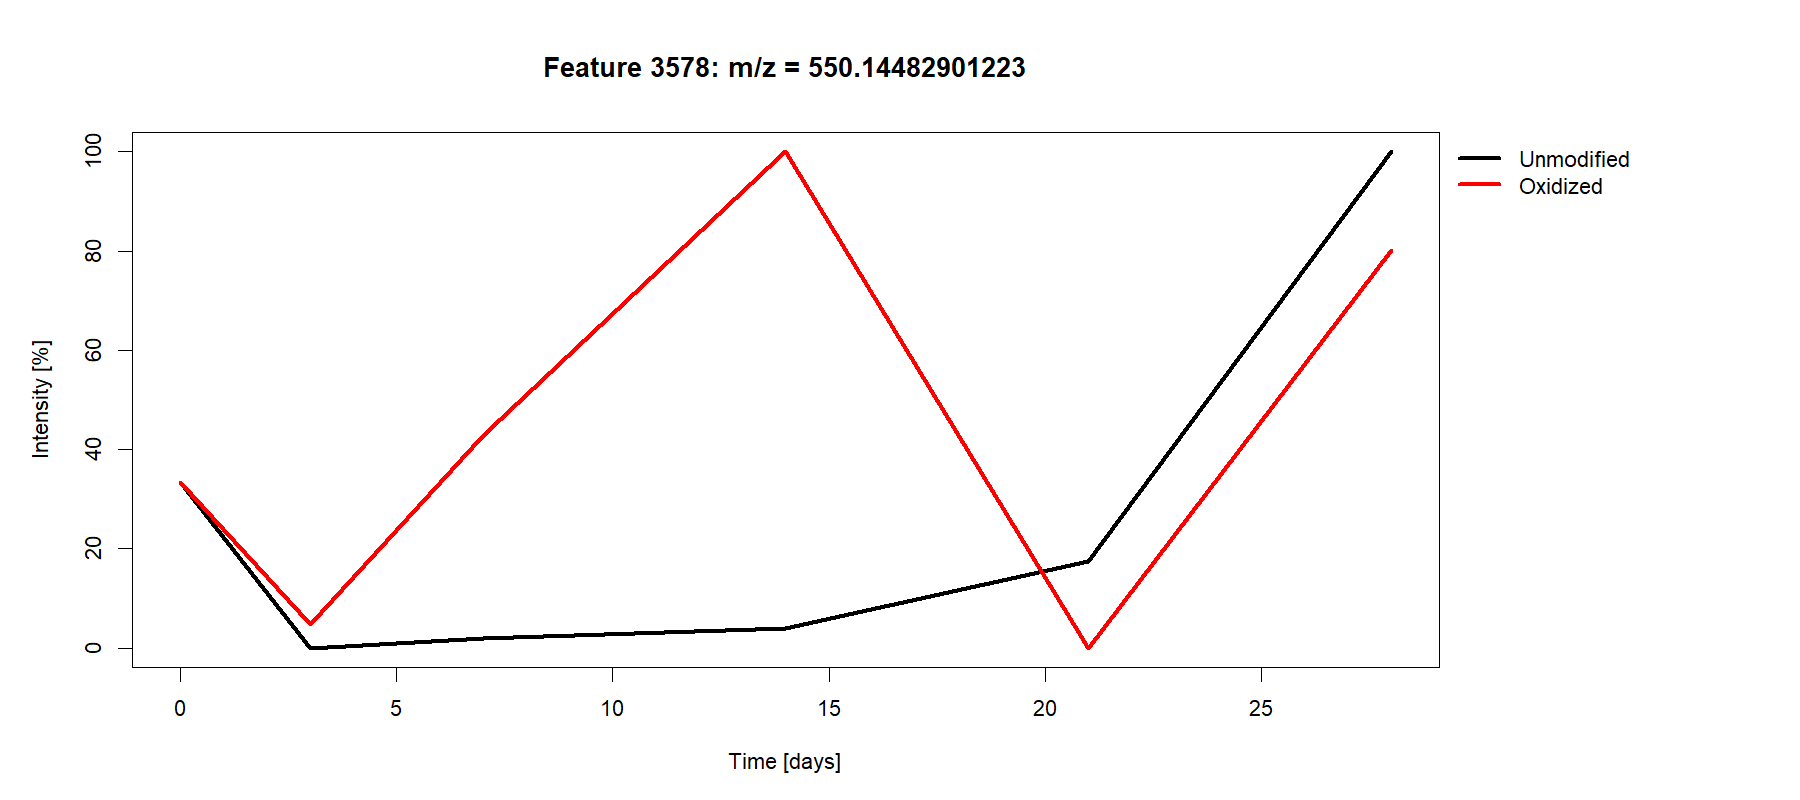 Feature 3578: m/z = 550.14482901223
Unmodified
Oxidized
Intensity [%]
100
80
60
40
20
0
0 5 10 15 20 25
Time [days]